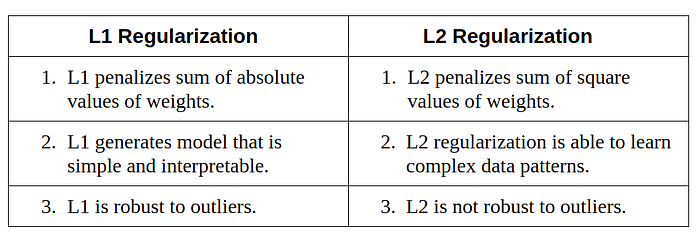 L1 Regularization
L2 Regularization
1. L1 penalizes sum of absolute
values of weights.
1. L2 penalizes sum of square
values of weights.
2. L1 generates model that is
simple and interpretable.
2. L2 regularization is able to learn
complex data patterns.
3. L1 is robust to outliers.
3. L2 is not robust to outliers.